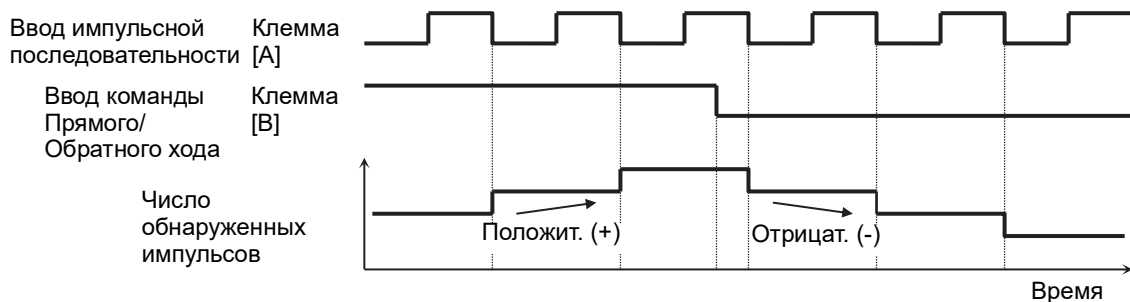 Ввод импульсной Клемма
последовательности [A]
Ввод команды Клемма
Прямого/ [B]
Обратного хода
Число
обнаруженных
импульсов
Положит. (+)
Отрицат. (-)
Время